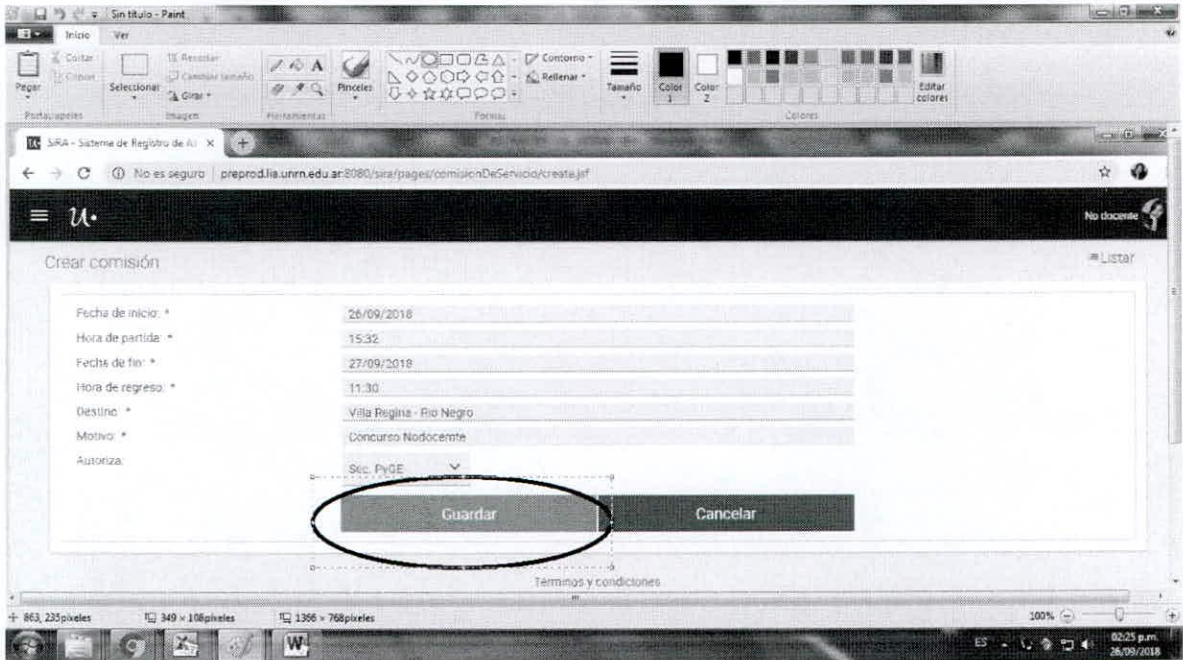 Sin título - Paint
Inicio Ver
Pegar
Cortar
Copiar
Portapapeles
Seleccionar
Recortar
Cambiar tamaño
Girar
Imagen
A
Herramientas
Pinceles
Formas
Contorno
Rellenar
Tamaño
Color 1
Color 2
Editar colores
Colores
SiRA - Sistema de Registro de A
No es seguro | preprod.lia.unrn.edu.ar:8080/sira/pages/comisionDeServicio/create.jsf
U·
No docente
Crear comisión
Listar
Fecha de inicio: * 26/09/2018
Hora de partida: * 15:32
Fecha de fin: * 27/09/2018
Hora de regreso: * 11:30
Destino: * Villa Regina - Rio Negro
Motivo: * Concurso Nodocente
Autoriza: Sec. PyGE
Guardar Cancelar
Términos y condiciones
863, 235píxeles 349 × 108píxeles 1366 × 768píxeles 100%
W
ES 02:25 p.m.
26/09/2018